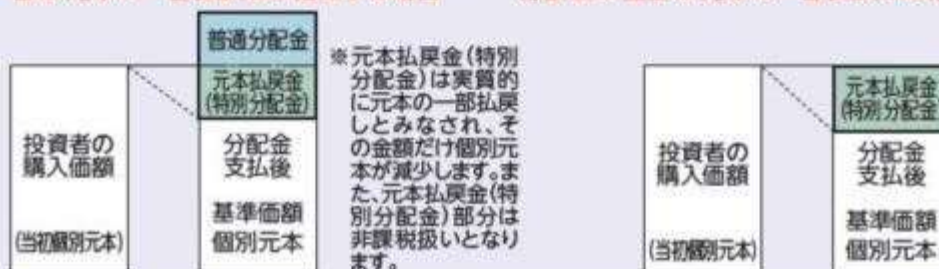 普通分配金
元本払戻金
(特別分配金)
投資者の
購入価額
(当初個別元本)
分配金
支払後
基準価額
個別元本
※元本払戻金(特別
分配金)は実質的
に元本の一部払戻
しとみなされ、そ
の金額だけ個別元
本が減少します。ま
た、元本払戻金(特
別分配金)部分は
非課税扱いとなり
ます。
投資者の
購入価額
(当初個別元本)
元本払戻金
(特別分配金
分配金
支払後
基準価額
個別元本